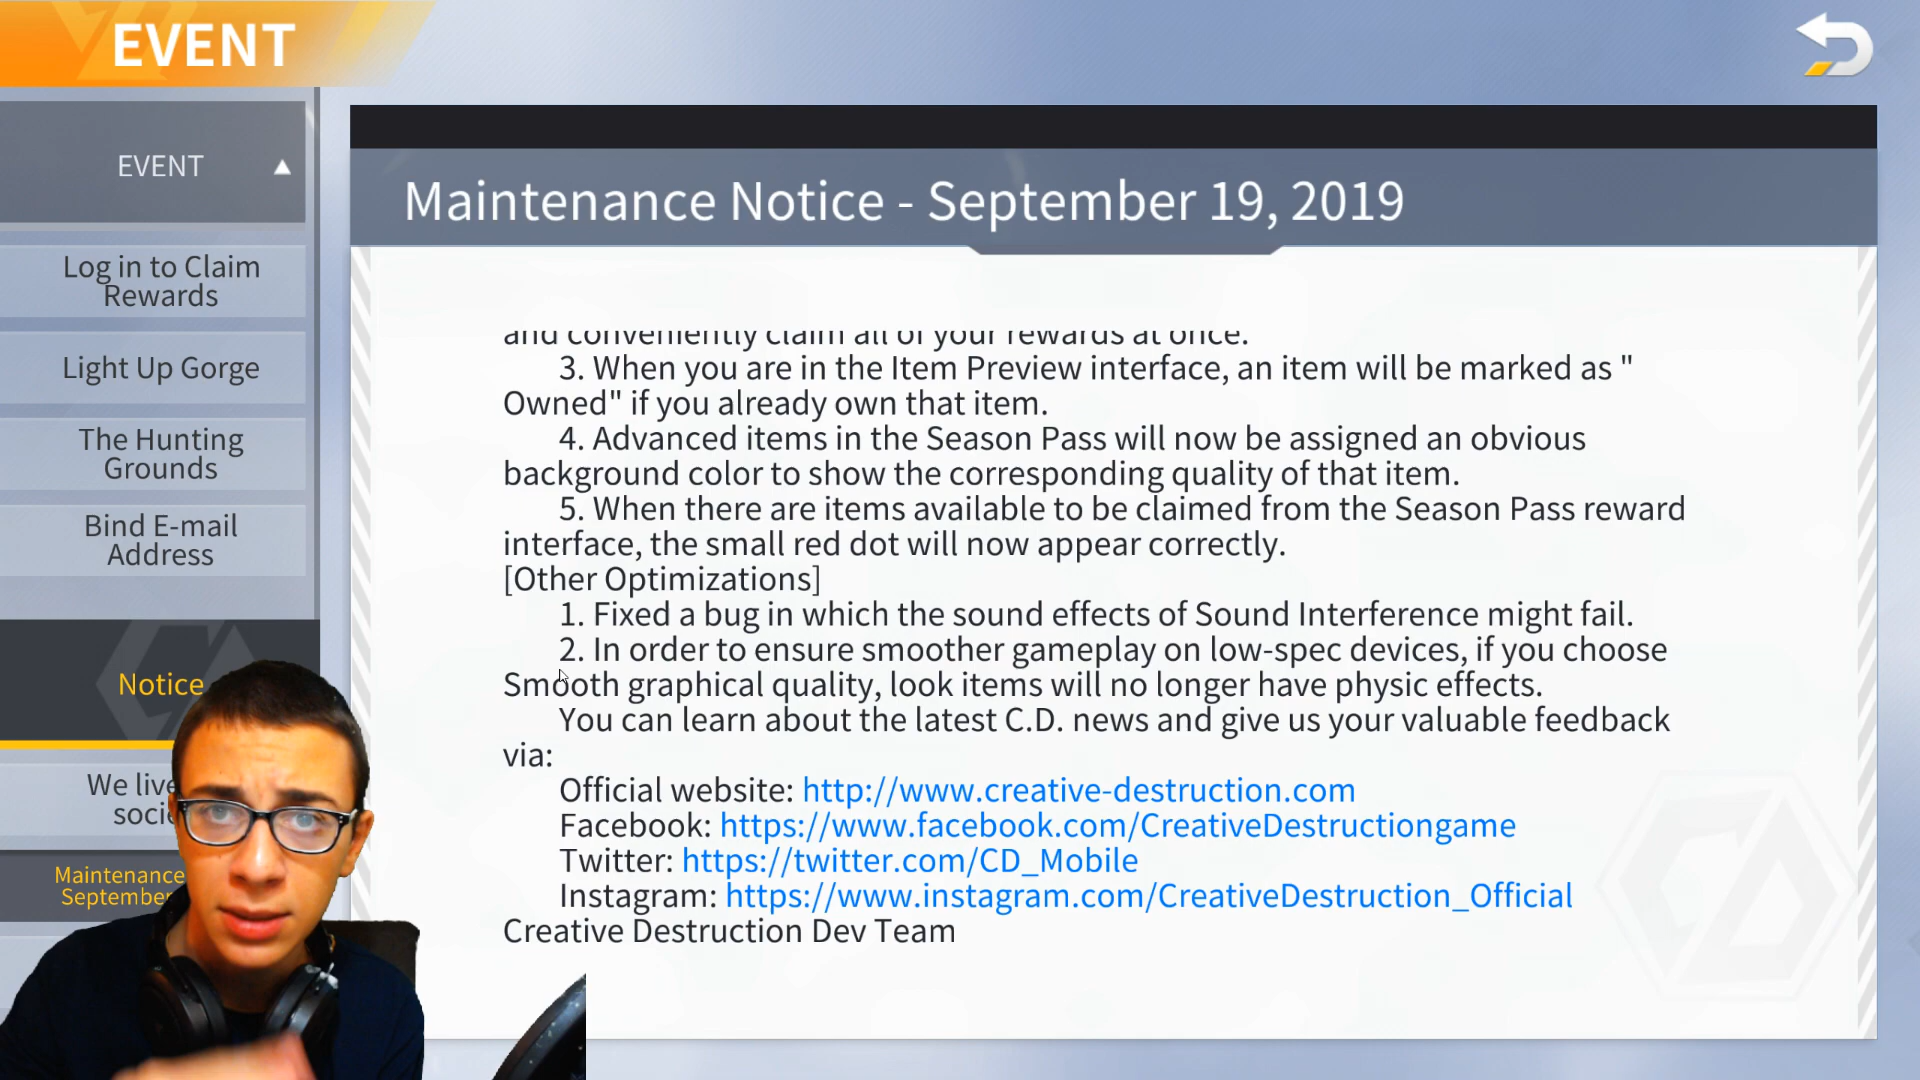 EVENT
EVENT
Log in to Claim
Rewards
Light Up Gorge
The Hunting
Grounds
Bind E-mail
Address
Notice
We live
soci
Maintenance
September
Maintenance Notice - September 19, 2019
and conveniently claim all of your rewards at once.
3. When you are in the Item Preview interface, an item will be marked as "
Owned" if you already own that item.
4. Advanced items in the Season Pass will now be assigned an obvious
background color to show the corresponding quality of that item.
5. When there are items available to be claimed from the Season Pass reward
interface, the small red dot will now appear correctly.
[Other Optimizations]
1. Fixed a bug in which the sound effects of Sound Interference might fail.
2. In order to ensure smoother gameplay on low-spec devices, if you choose
Smooth graphical quality, look items will no longer have physic effects.
You can learn about the latest C.D. news and give us your valuable feedback
via:
Official website: http://www.creative-destruction.com
Facebook: https://www.facebook.com/CreativeDestructiongame
Twitter: https://twitter.com/CD_Mobile
Instagram: https://www.instagram.com/CreativeDestruction_Official
Creative Destruction Dev Team